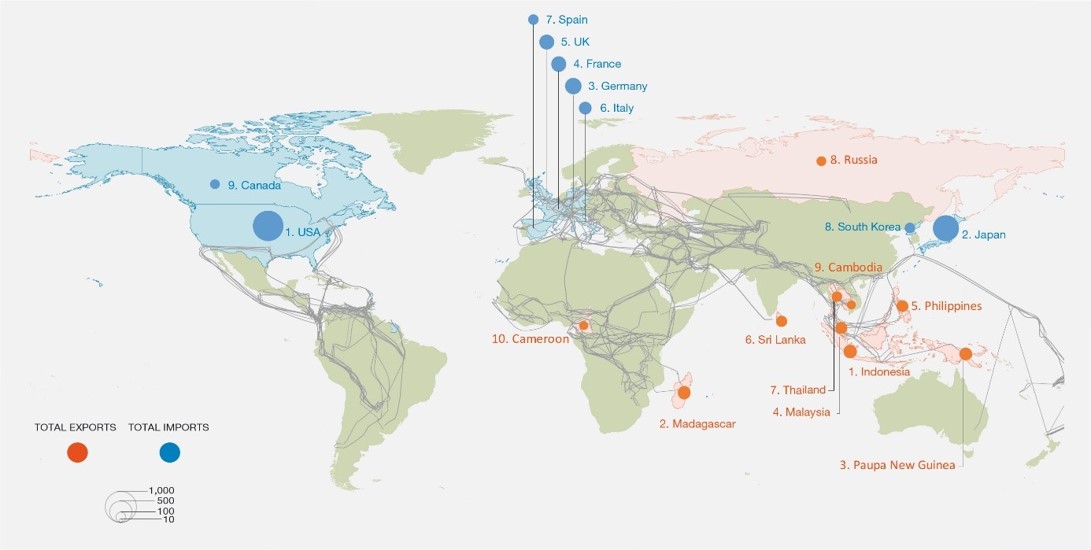 7. Spain
5. UK
4. France
3. Germany
6. Italy
8. Russia
9. Canada
1. USA
8. South Korea
2. Japan
9. Cambodia
5. Philippines
10. Cameroon
6. Sri Lanka
1. Indonesia
7. Thailand
4. Malaysia
2. Madagascar
3. Paupa New Guinea
TOTAL EXPORTS TOTAL IMPORTS
1,000
500
100
10